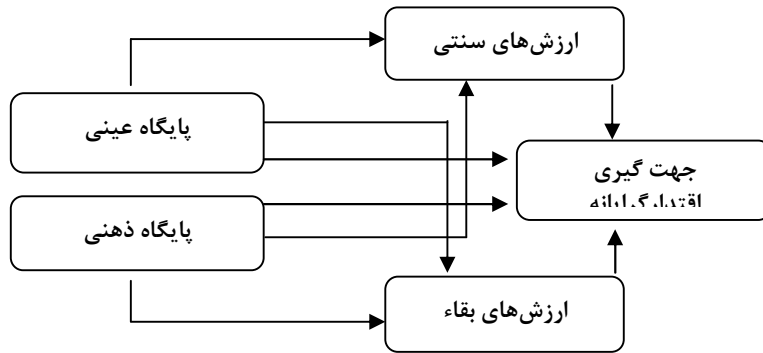 ارزش‌های سنتی
پایگاه عینی
جهت گیری
اقتدارگرایانه
پایگاه ذهنی
ارزش‌های بقاء